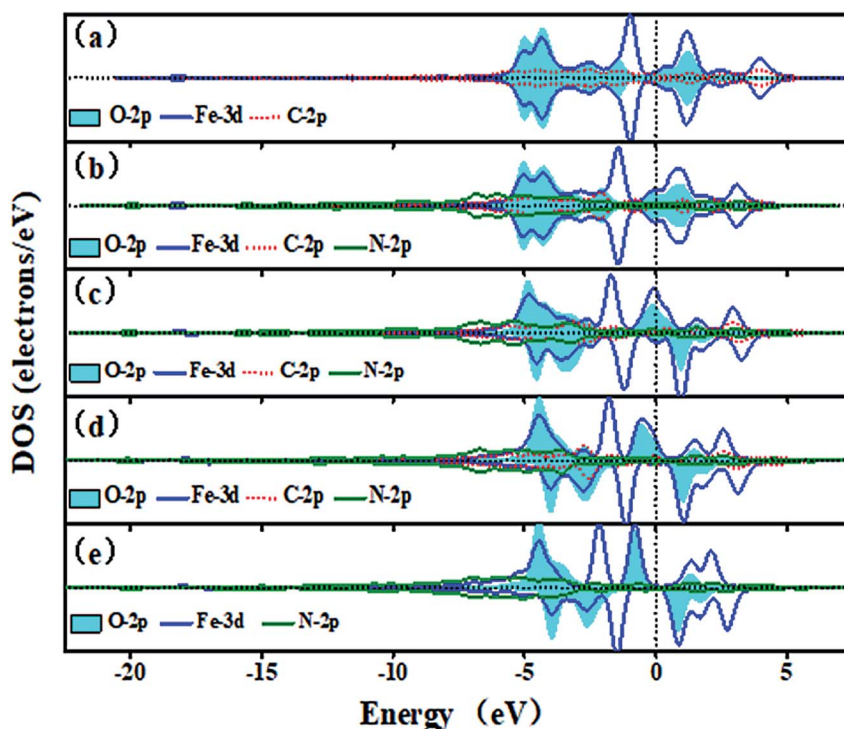 (a)
O-2p Fe-3d C-2p
(b)
O-2p Fe-3d C-2p N-2p
(c)
O-2p Fe-3d C-2p N-2p
(d)
O-2p Fe-3d C-2p N-2p
(e)
O-2p Fe-3d N-2p
DOS (electrons/eV)
-20 -15 -10 -5 0 5
Energy (eV)